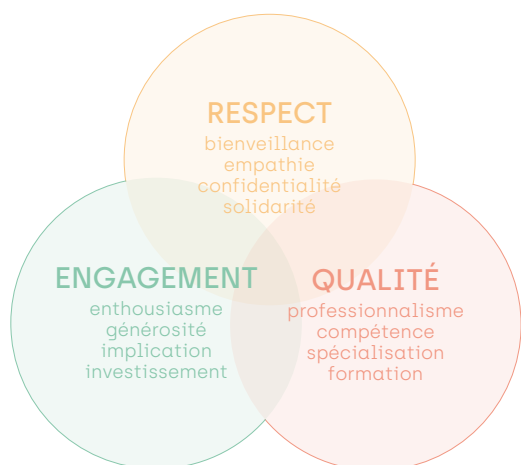 RESPECT
bienveillance
empathie
confidentialité
solidarité
ENGAGEMENT
enthousiasme
générosité
implication
investissement
QUALITÉ
professionnalisme
compétence
spécialisation
formation